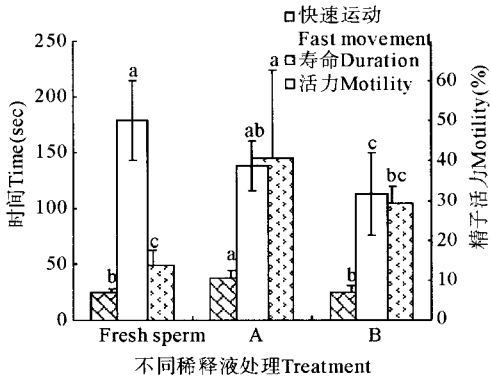 快速运动
Fast movement
寿命Duration
活力Motility
时间Time(sec)
250
200
150
100
50
0
精子活力Motility(%)
60
50
40
30
20
10
0
b
a
c
a
ab
a
b
c
bc
Fresh sperm
A
B
不同稀释液处理Treatment